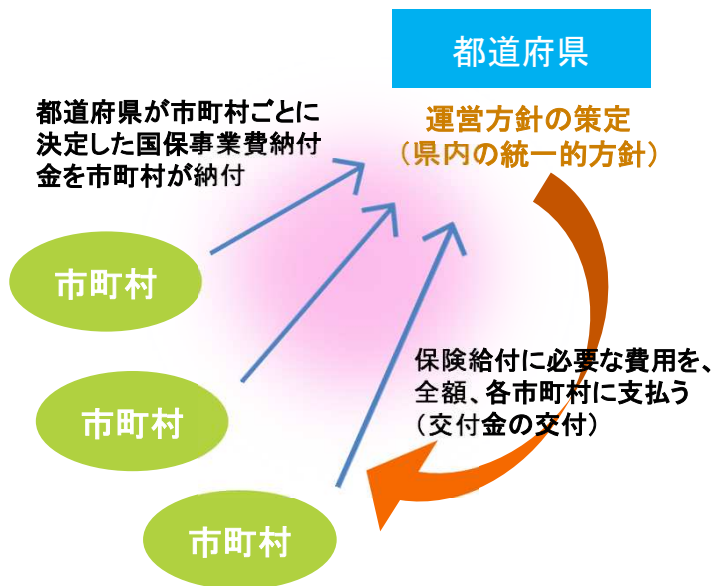 都道府県
運営方針の策定
（県内の統一的方針）
都道府県が市町村ごとに
決定した国保事業費納付
金を市町村が納付
市町村
市町村
市町村
保険給付に必要な費用を、
全額、各市町村に支払う
（交付金の交付）